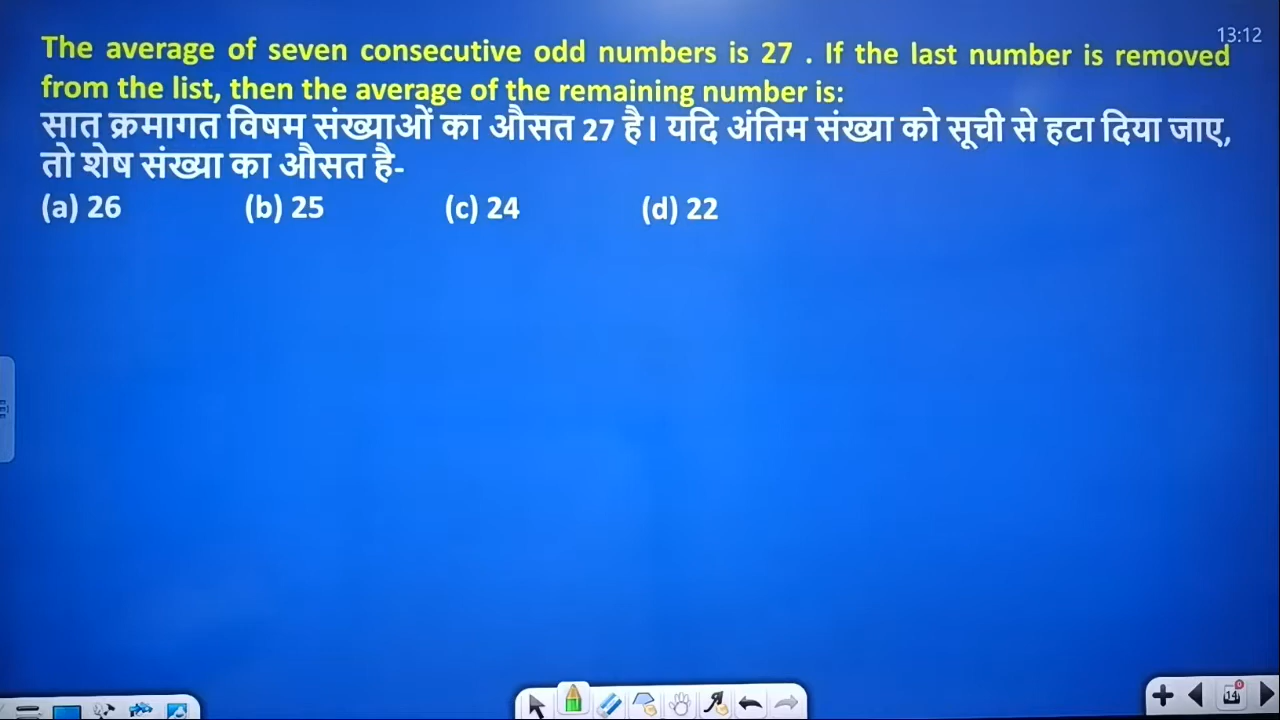 13:12
The average of seven consecutive odd numbers is 27 . If the last number is removed
from the list, then the average of the remaining number is:
सात क्रमागत विषम संख्याओं का औसत 27 है। यदि अंतिम संख्या को सूची से हटा दिया जाए,
तो शेष संख्या का औसत है-
(a) 26 (b) 25 (c) 24 (d) 22
14